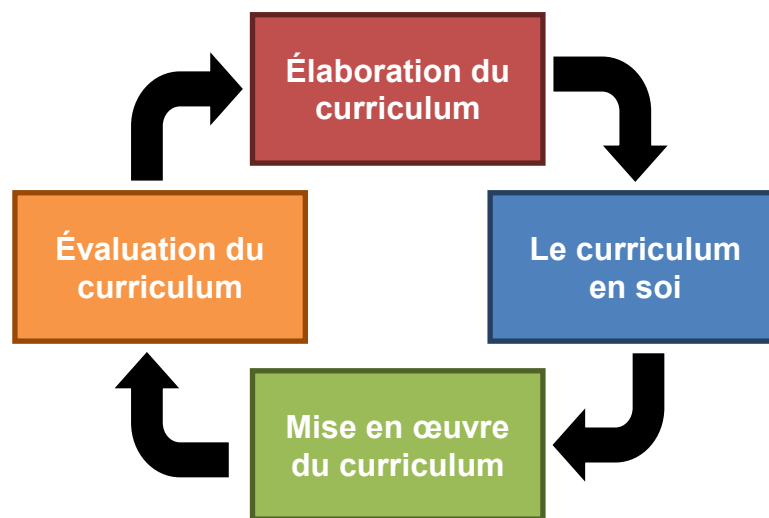 Élaboration du
curriculum
Le curriculum
en soi
Mise en œuvre
du curriculum
Évaluation du
curriculum